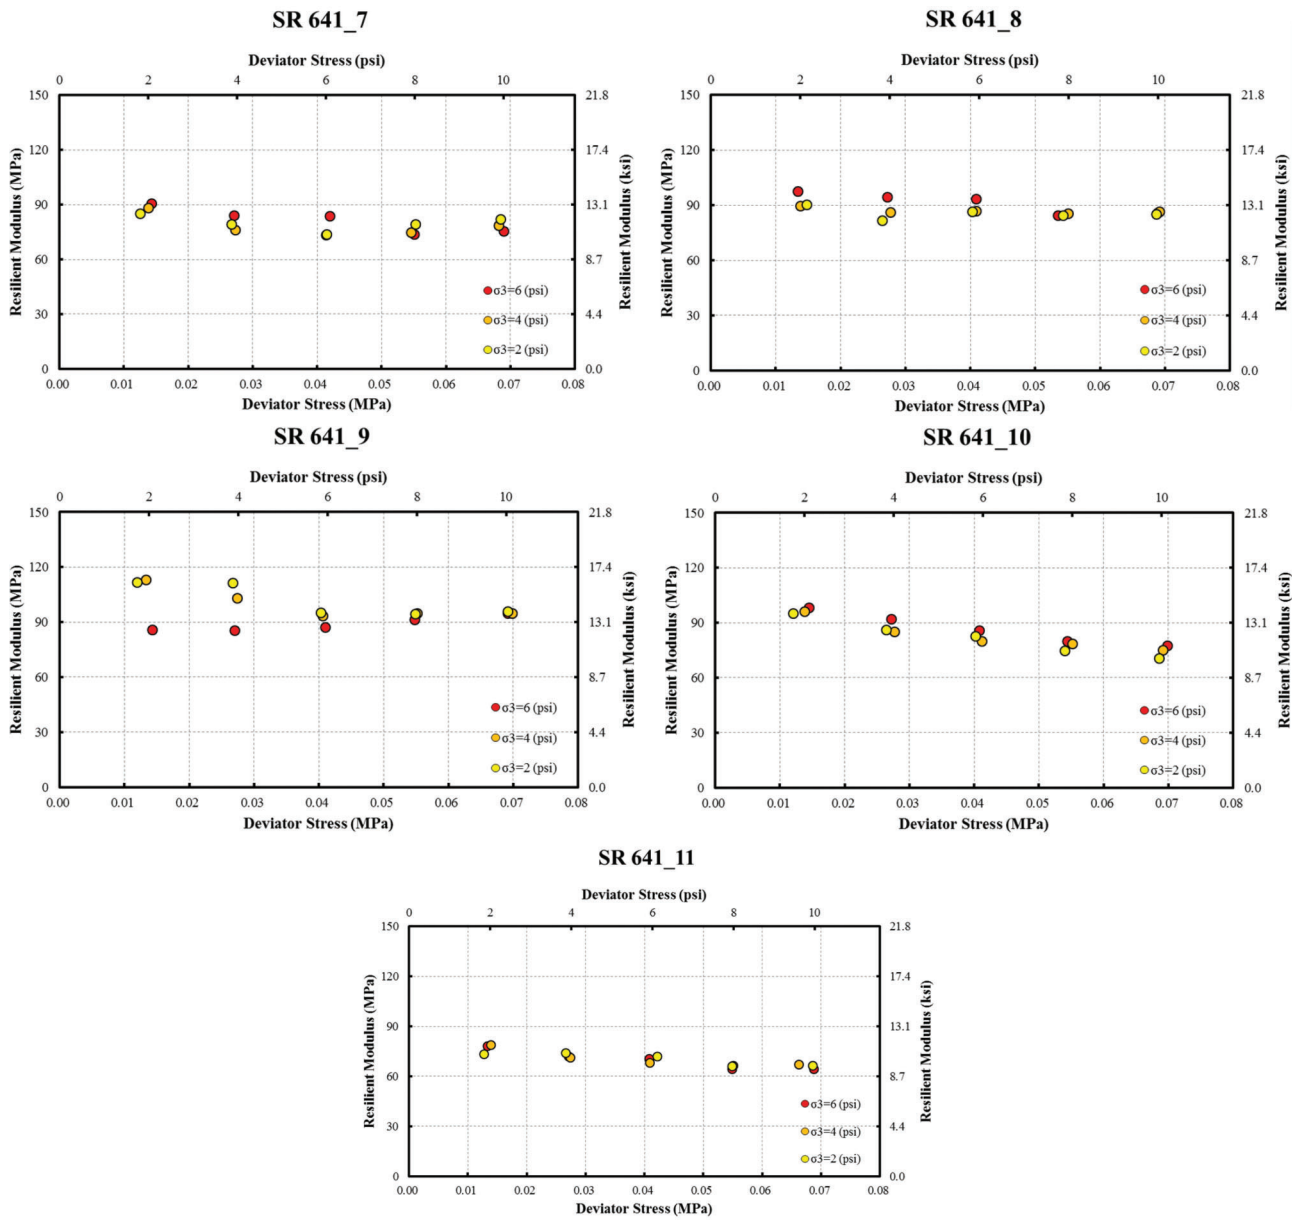 SR 641_7
Deviator Stress (psi)
0 2 4 6 8 10
150 21.8
120 17.4
90 13.1
60 8.7
30 4.4
0 0.0
Resilient Modulus (MPa)
Resilient Modulus (ksi)
σ3=6 (psi)
σ3=4 (psi)
σ3=2 (psi)
0.00 0.01 0.02 0.03 0.04 0.05 0.06 0.07 0.08
Deviator Stress (MPa)
SR 641_8
Deviator Stress (psi)
0 2 4 6 8 10
150 21.8
120 17.4
90 13.1
60 8.7
30 4.4
0 0.0
Resilient Modulus (MPa)
Resilient Modulus (ksi)
σ3=6 (psi)
σ3=4 (psi)
σ3=2 (psi)
0.00 0.01 0.02 0.03 0.04 0.05 0.06 0.07 0.08
Deviator Stress (MPa)
SR 641_9
Deviator Stress (psi)
0 2 4 6 8 10
150 21.8
120 17.4
90 13.1
60 8.7
30 4.4
0 0.0
Resilient Modulus (MPa)
Resilient Modulus (ksi)
σ3=6 (psi)
σ3=4 (psi)
σ3=2 (psi)
0.00 0.01 0.02 0.03 0.04 0.05 0.06 0.07 0.08
Deviator Stress (MPa)
SR 641_10
Deviator Stress (psi)
0 2 4 6 8 10
150 21.8
120 17.4
90 13.1
60 8.7
30 4.4
0 0.0
Resilient Modulus (MPa)
Resilient Modulus (ksi)
σ3=6 (psi)
σ3=4 (psi)
σ3=2 (psi)
0.00 0.01 0.02 0.03 0.04 0.05 0.06 0.07 0.08
Deviator Stress (MPa)
SR 641_11
Deviator Stress (psi)
0 2 4 6 8 10
150 21.8
120 17.4
90 13.1
60 8.7
30 4.4
0 0.0
Resilient Modulus (MPa)
Resilient Modulus (ksi)
σ3=6 (psi)
σ3=4 (psi)
σ3=2 (psi)
0.00 0.01 0.02 0.03 0.04 0.05 0.06 0.07 0.08
Deviator Stress (MPa)